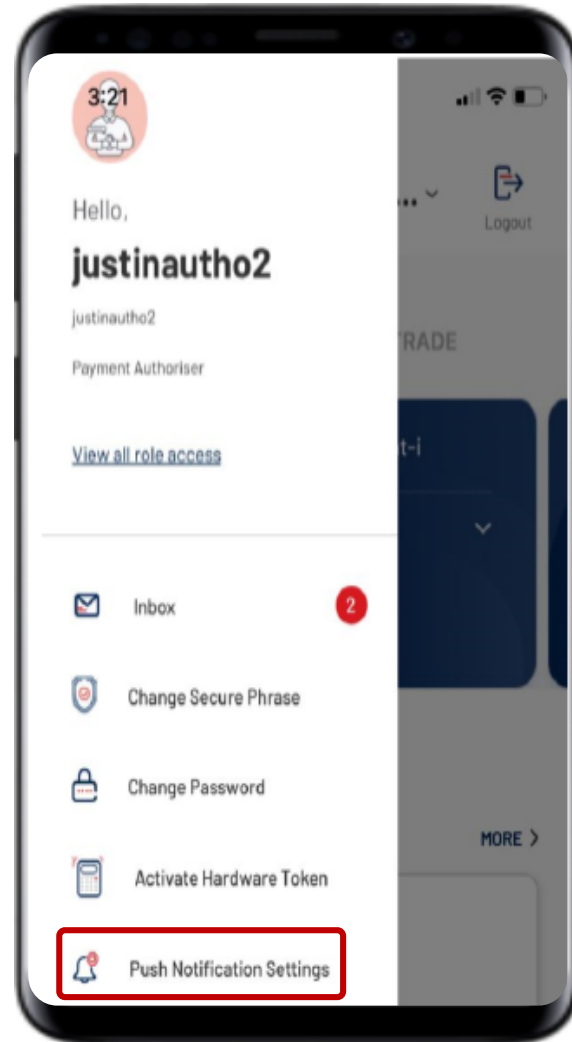 3:21
Hello,
... Logout
justinautho2
justinautho2
RADE
Payment Authoriser
t-i
View all role access
Inbox 2
Change Secure Phrase
Change Password
MORE >
Activate Hardware Token
Push Notification Settings